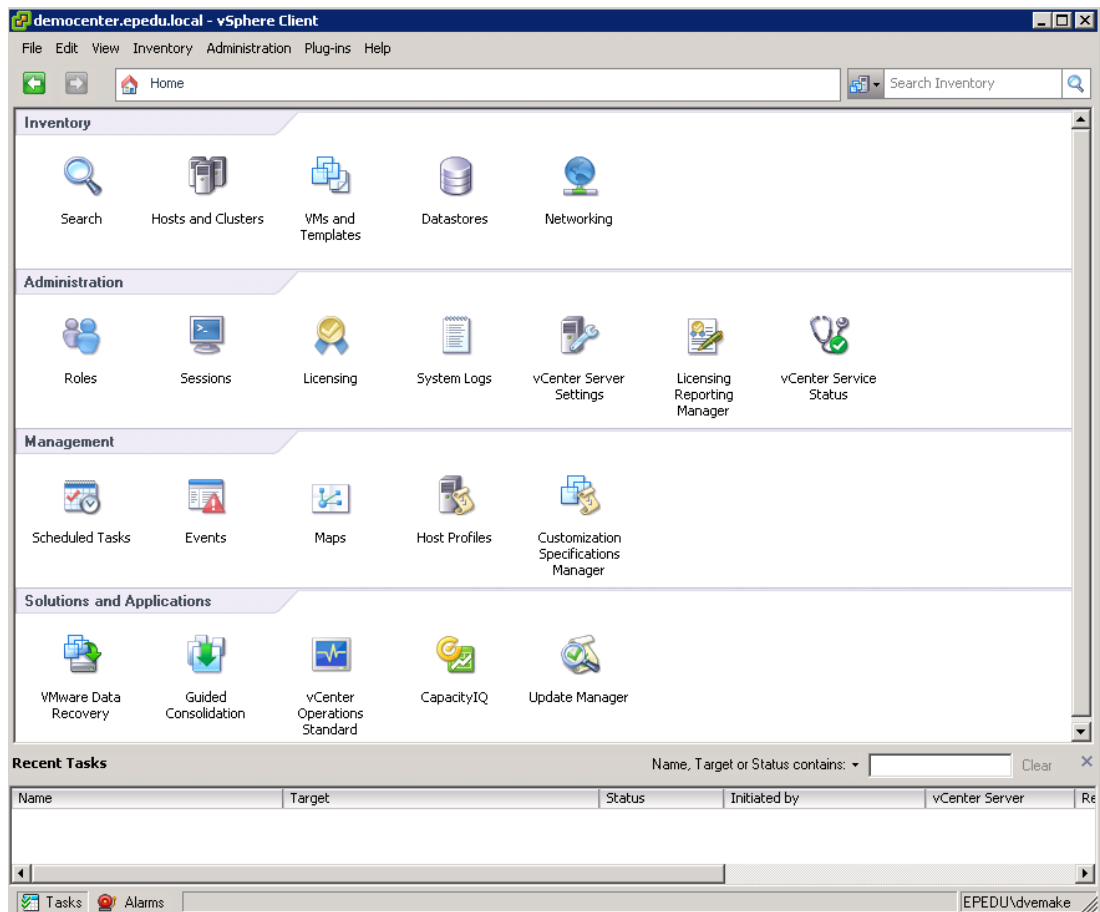 democenter.epedu.local - vSphere Client
File Edit View Inventory Administration Plug-ins Help
Home
Search Inventory
Inventory
Search
Hosts and Clusters
VMs and
Templates
Datastores
Networking
Administration
Roles
Sessions
Licensing
System Logs
vCenter Server
Settings
Licensing
Reporting
Manager
vCenter Service
Status
Management
Scheduled Tasks
Events
Maps
Host Profiles
Customization
Specifications
Manager
Solutions and Applications
VMware Data
Recovery
Guided
Consolidation
vCenter
Operations
Standard
CapacityIQ
Update Manager
Recent Tasks
Name, Target or Status contains:
Clear
Name Target Status Initiated by vCenter Server Re
Tasks Alarms EPEDU\dvemake